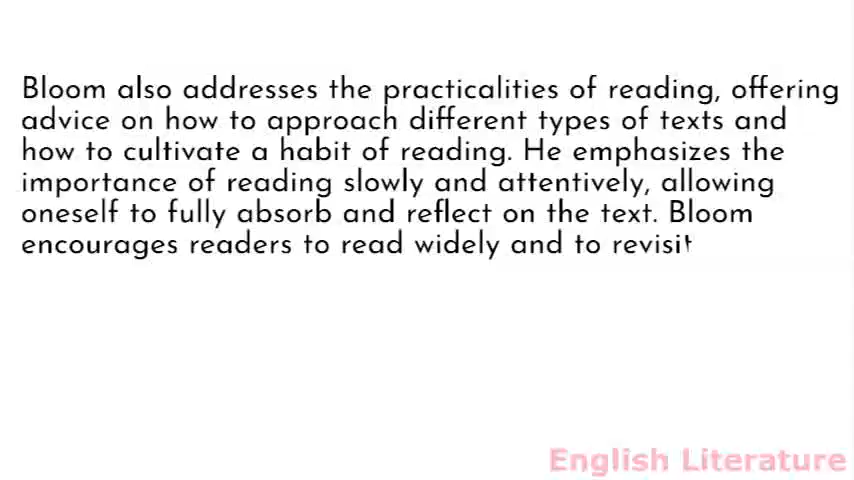 Bloom also addresses the practicalities of reading, offering
advice on how to approach different types of texts and
how to cultivate a habit of reading. He emphasizes the
importance of reading slowly and attentively, allowing
oneself to fully absorb and reflect on the text. Bloom
encourages readers to read widely and to revisit
English Literature